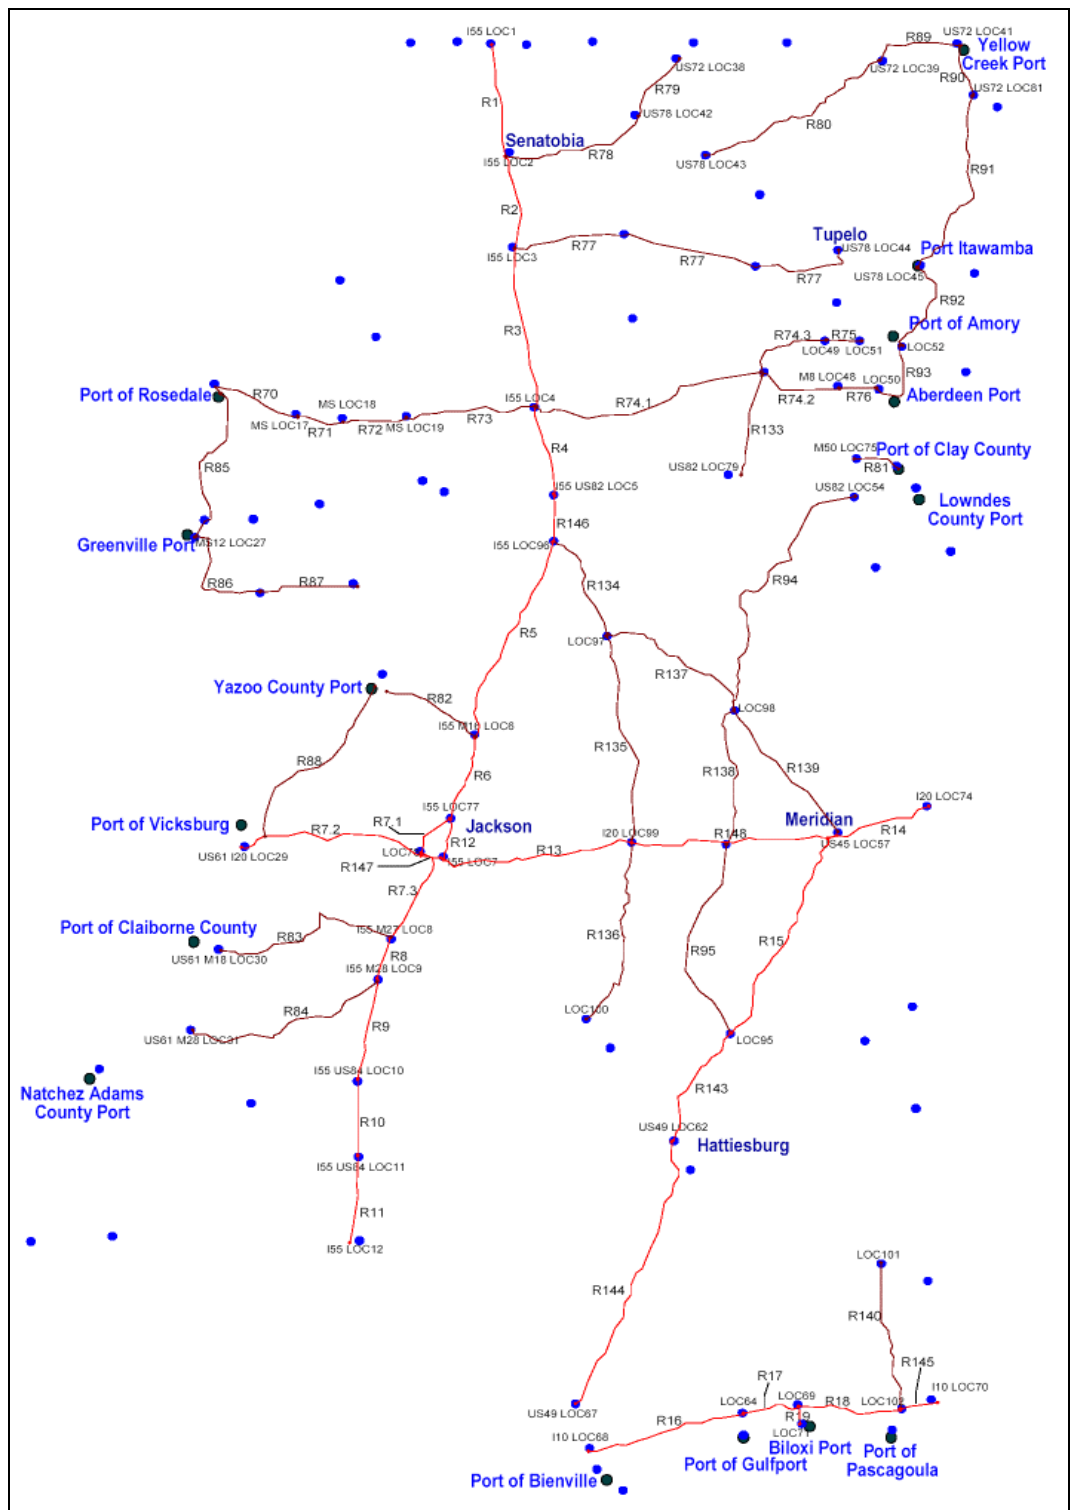 I55 LOC1
R89
US72 LOC41
Yellow
Creek Port
US72 LOC38
US72 LOC39
R90
R79
US72 LOC81
R1
US78 LOC42
R80
Senatobia
R78
I55 LOC2
US78 LOC43
R91
R2
Tupelo
R77
US78 LOC44
Port Itawamba
I55 LOC3
R77
R77
US78 LOC45
R92
R3
Port of Amory
R74.3
R75
LOC49
LOC51
LOC52
R93
Port of Rosedale
R70
M8 LOC48
LOC50
Aberdeen Port
I55 LOC4
R74.1
R74.2
R76
MS LOC18
R73
MS LOC17
R71
R72
MS LOC19
R133
R4
M50 LOC75
Port of Clay County
R85
US82 LOC79
R81
I55 US82 LOC5
US82 LOC54
Lowndes
County Port
R146
Greenville Port
MS12 LOC27
I55 LOC96
R86
R87
R134
R94
R5
LOC97
R137
Yazoo County Port
R82
LOC98
I55 M16 LOC6
R135
R88
R6
R138
R139
I55 LOC77
I20 LOC74
Port of Vicksburg
R7.1
Jackson
Meridian
R7.2
R12
I20 LOC99
R148
R14
US61 I20 LOC29
R13
US45 LOC57
I55 LOC7
R147
R7.3
Port of Claiborne County
R83
I55 M27 LOC8
R136
R15
R95
R8
US61 M18 LOC30
I55 M28 LOC9
R84
R9
LOC100
US61 M28 LOC31
LOC95
I55 US84 LOC10
R143
Natchez Adams
County Port
R10
US49 LOC62
Hattiesburg
I55 US84 LOC11
R11
I55 LOC12
LOC101
R144
R140
R145
R17
I10 LOC70
LOC69
US49 LOC67
LOC64
R18
LOC102
R16
R19
I10 LOC68
LOC71
Biloxi Port
Port of
Pascagoula
Port of Gulfport
Port of Bienville